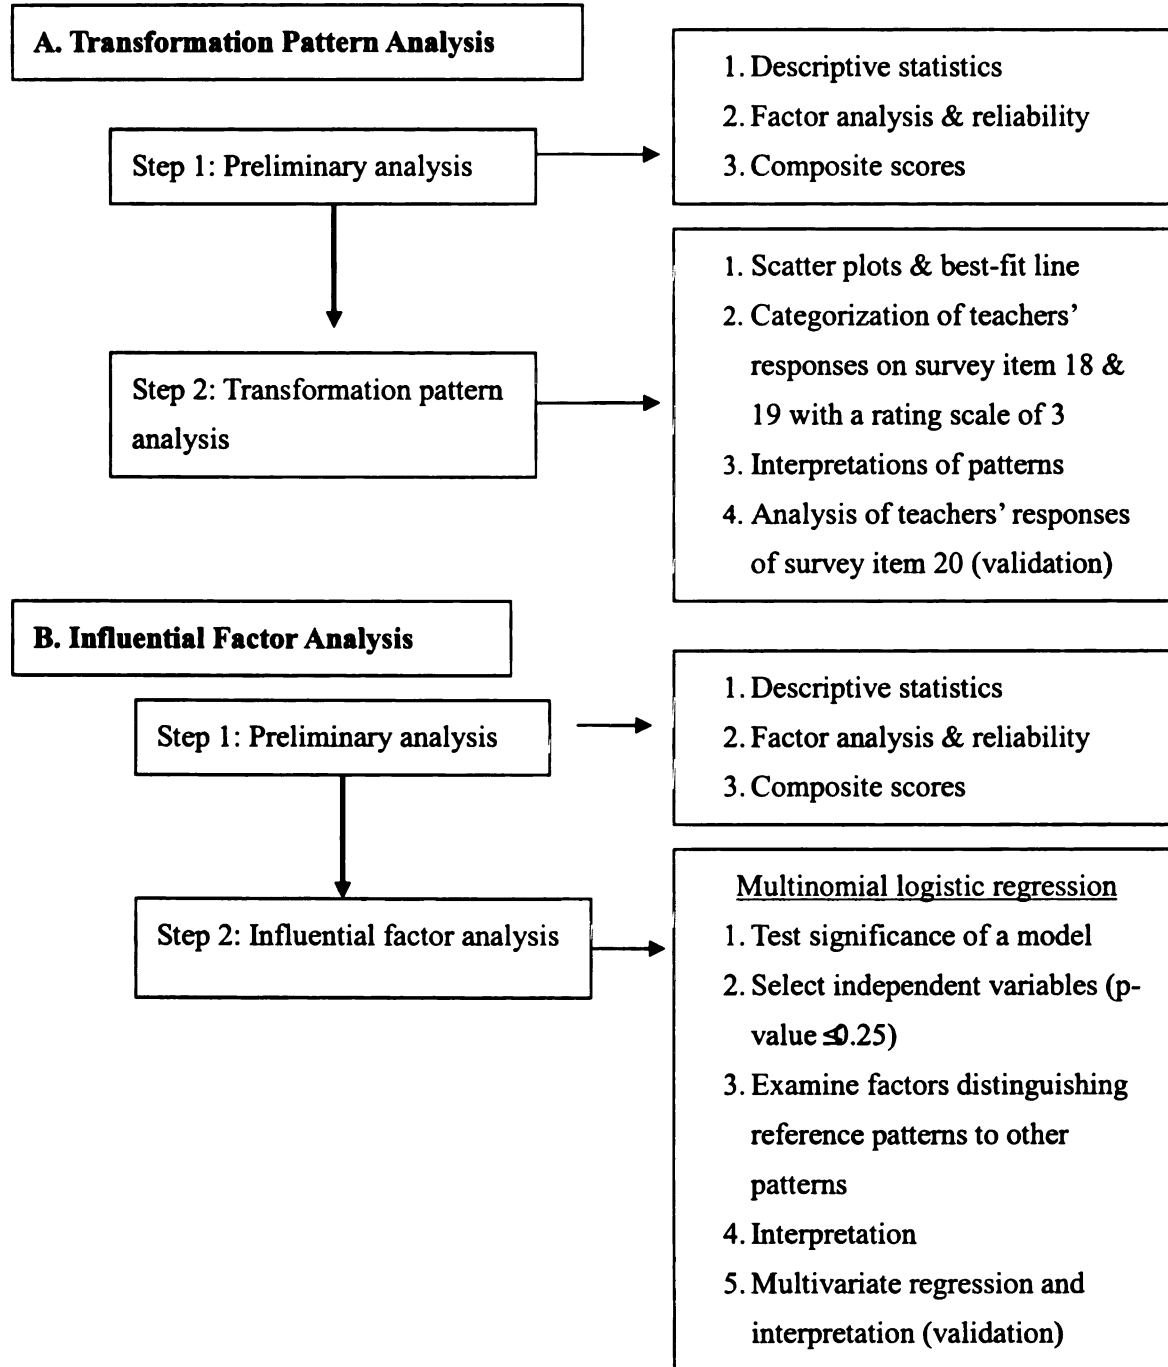 A. Transformation Pattern Analysis
1. Descriptive statistics
2. Factor analysis & reliability
3. Composite scores
Step 1: Preliminary analysis
1. Scatter plots & best-fit line
2. Categorization of teachers’
responses on survey item 18 &
19 with a rating scale of 3
3. Interpretations of patterns
4. Analysis of teachers’ responses
of survey item 20 (validation)
Step 2: Transformation pattern
analysis
B. Influential Factor Analysis
1. Descriptive statistics
2. Factor analysis & reliability
3. Composite scores
Step 1: Preliminary analysis
Multinomial logistic regression
1. Test significance of a model
2. Select independent variables (p-
value ≤0.25)
3. Examine factors distinguishing
reference patterns to other
patterns
4. Interpretation
5. Multivariate regression and
interpretation (validation)
Step 2: Influential factor analysis